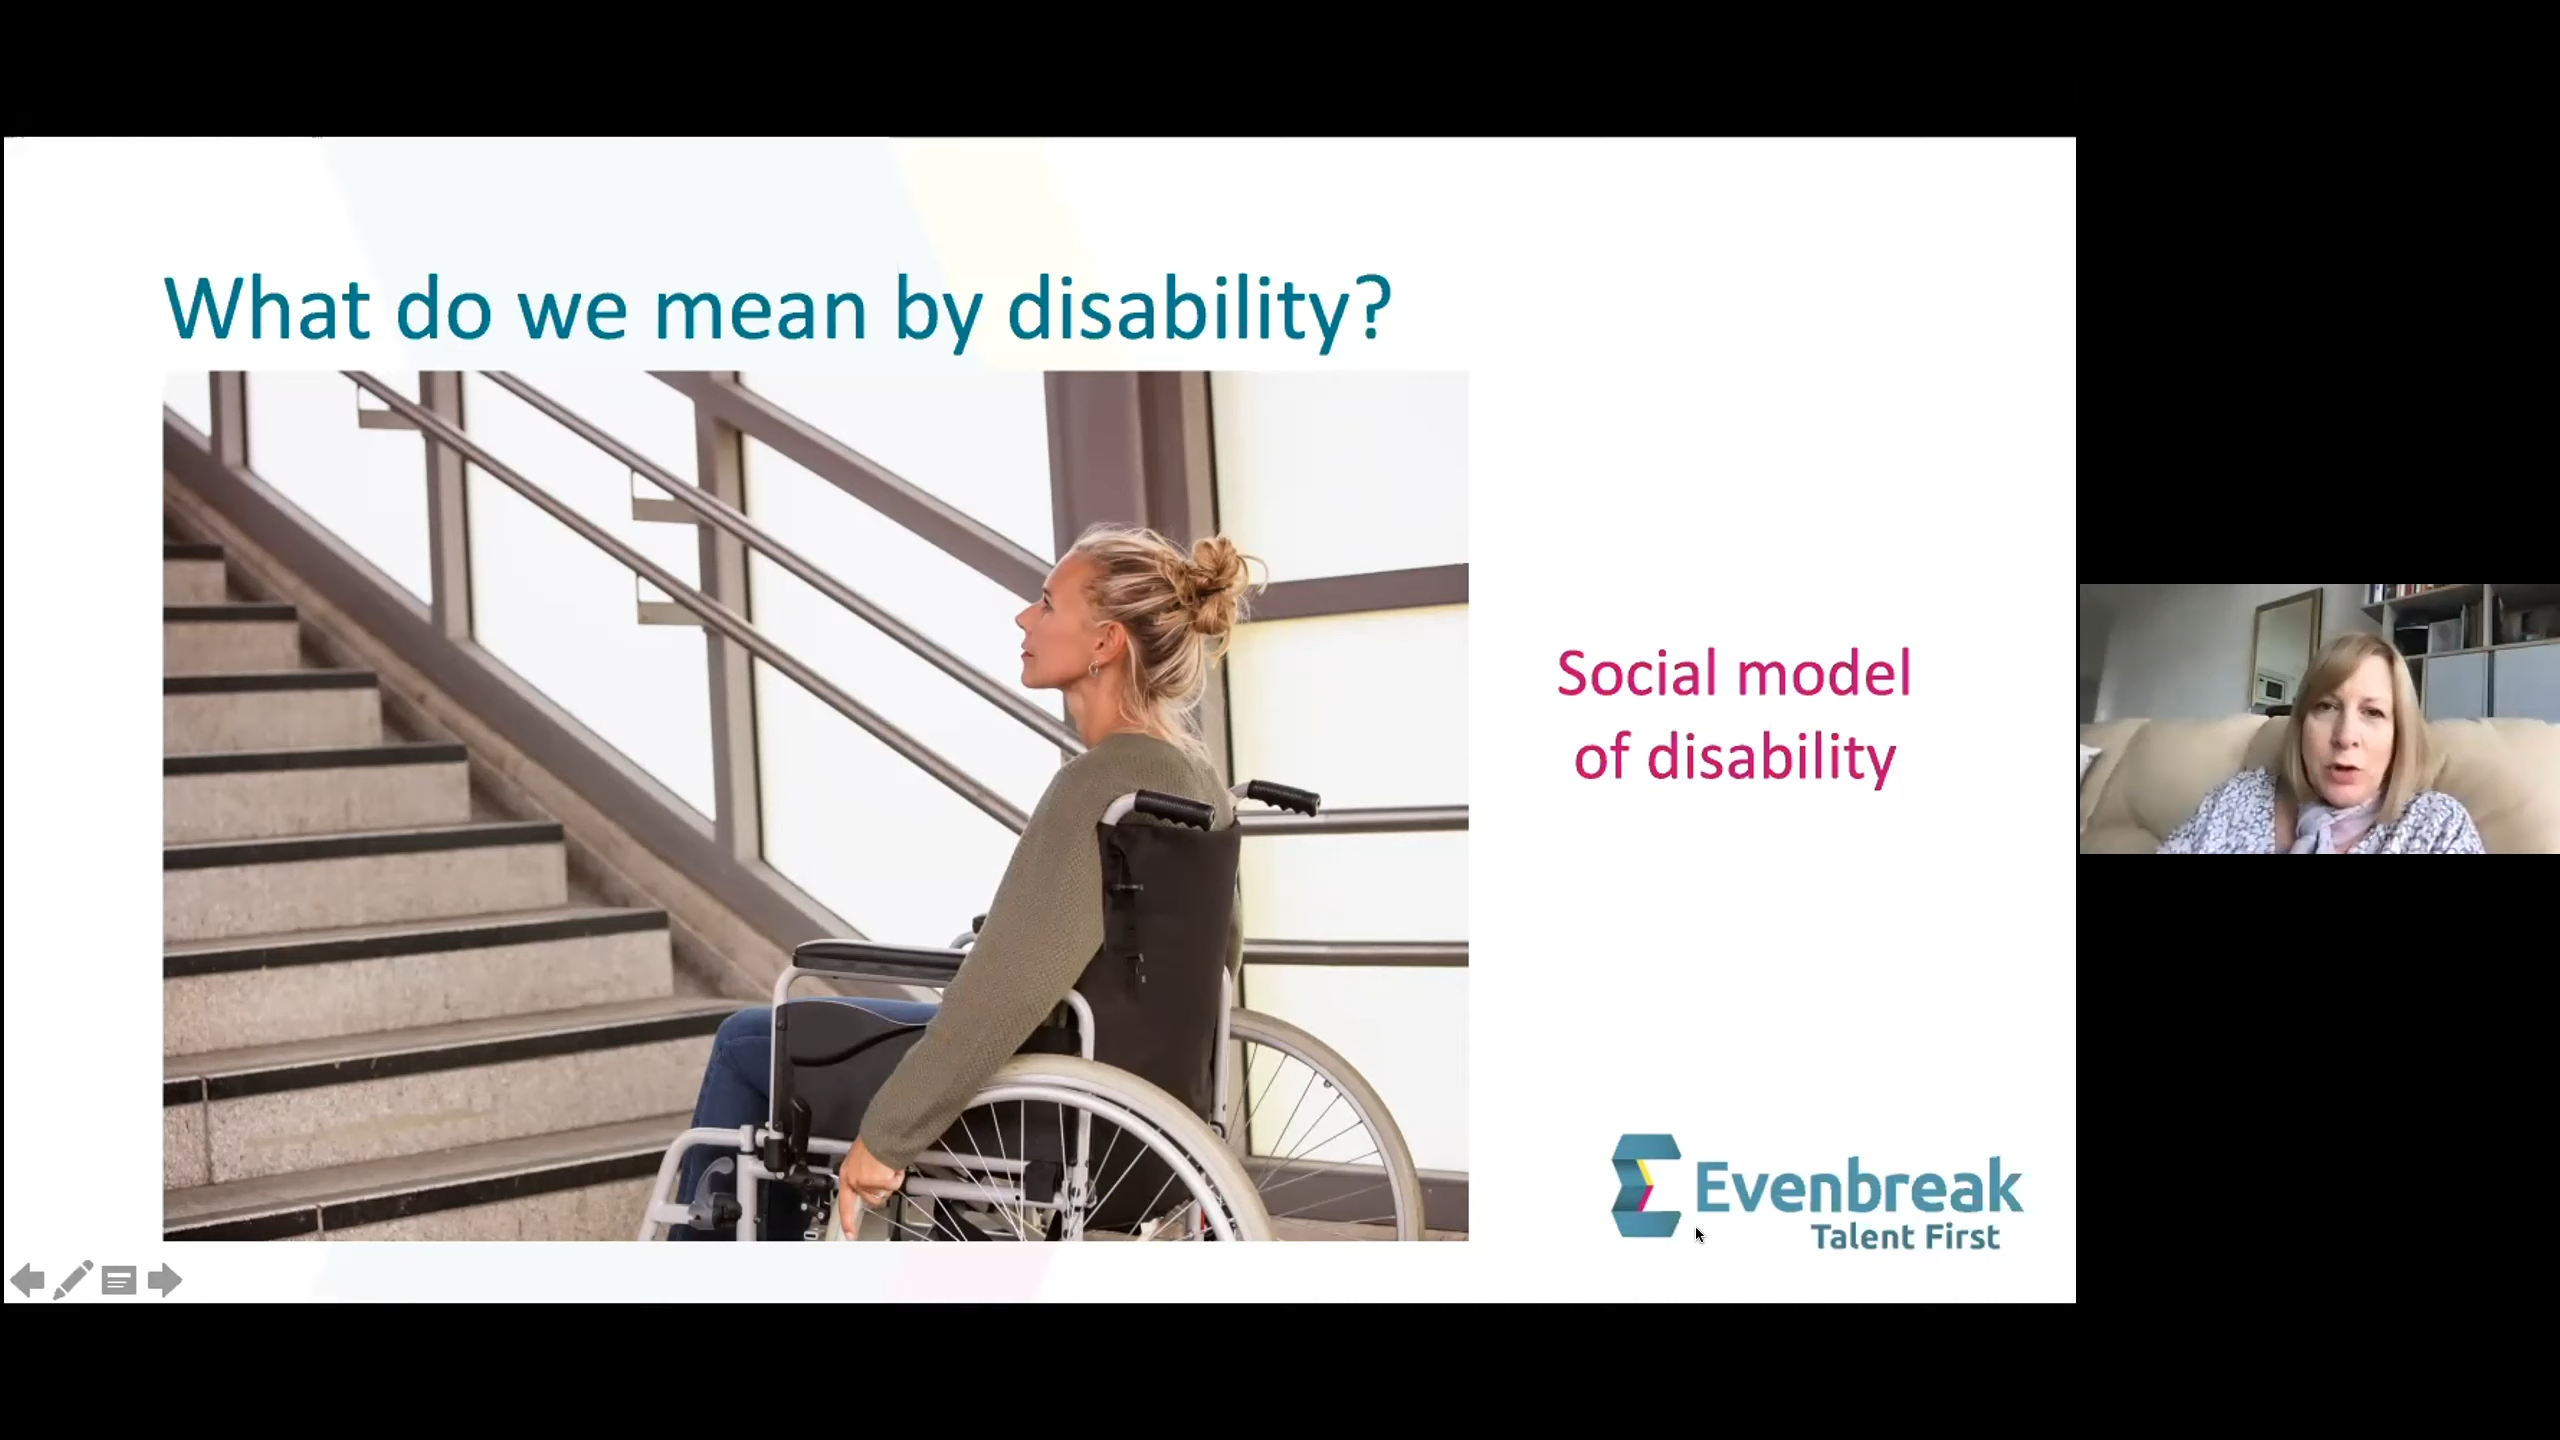 What do we mean by disability?
Social model
of disability
Evenbreak
Talent First